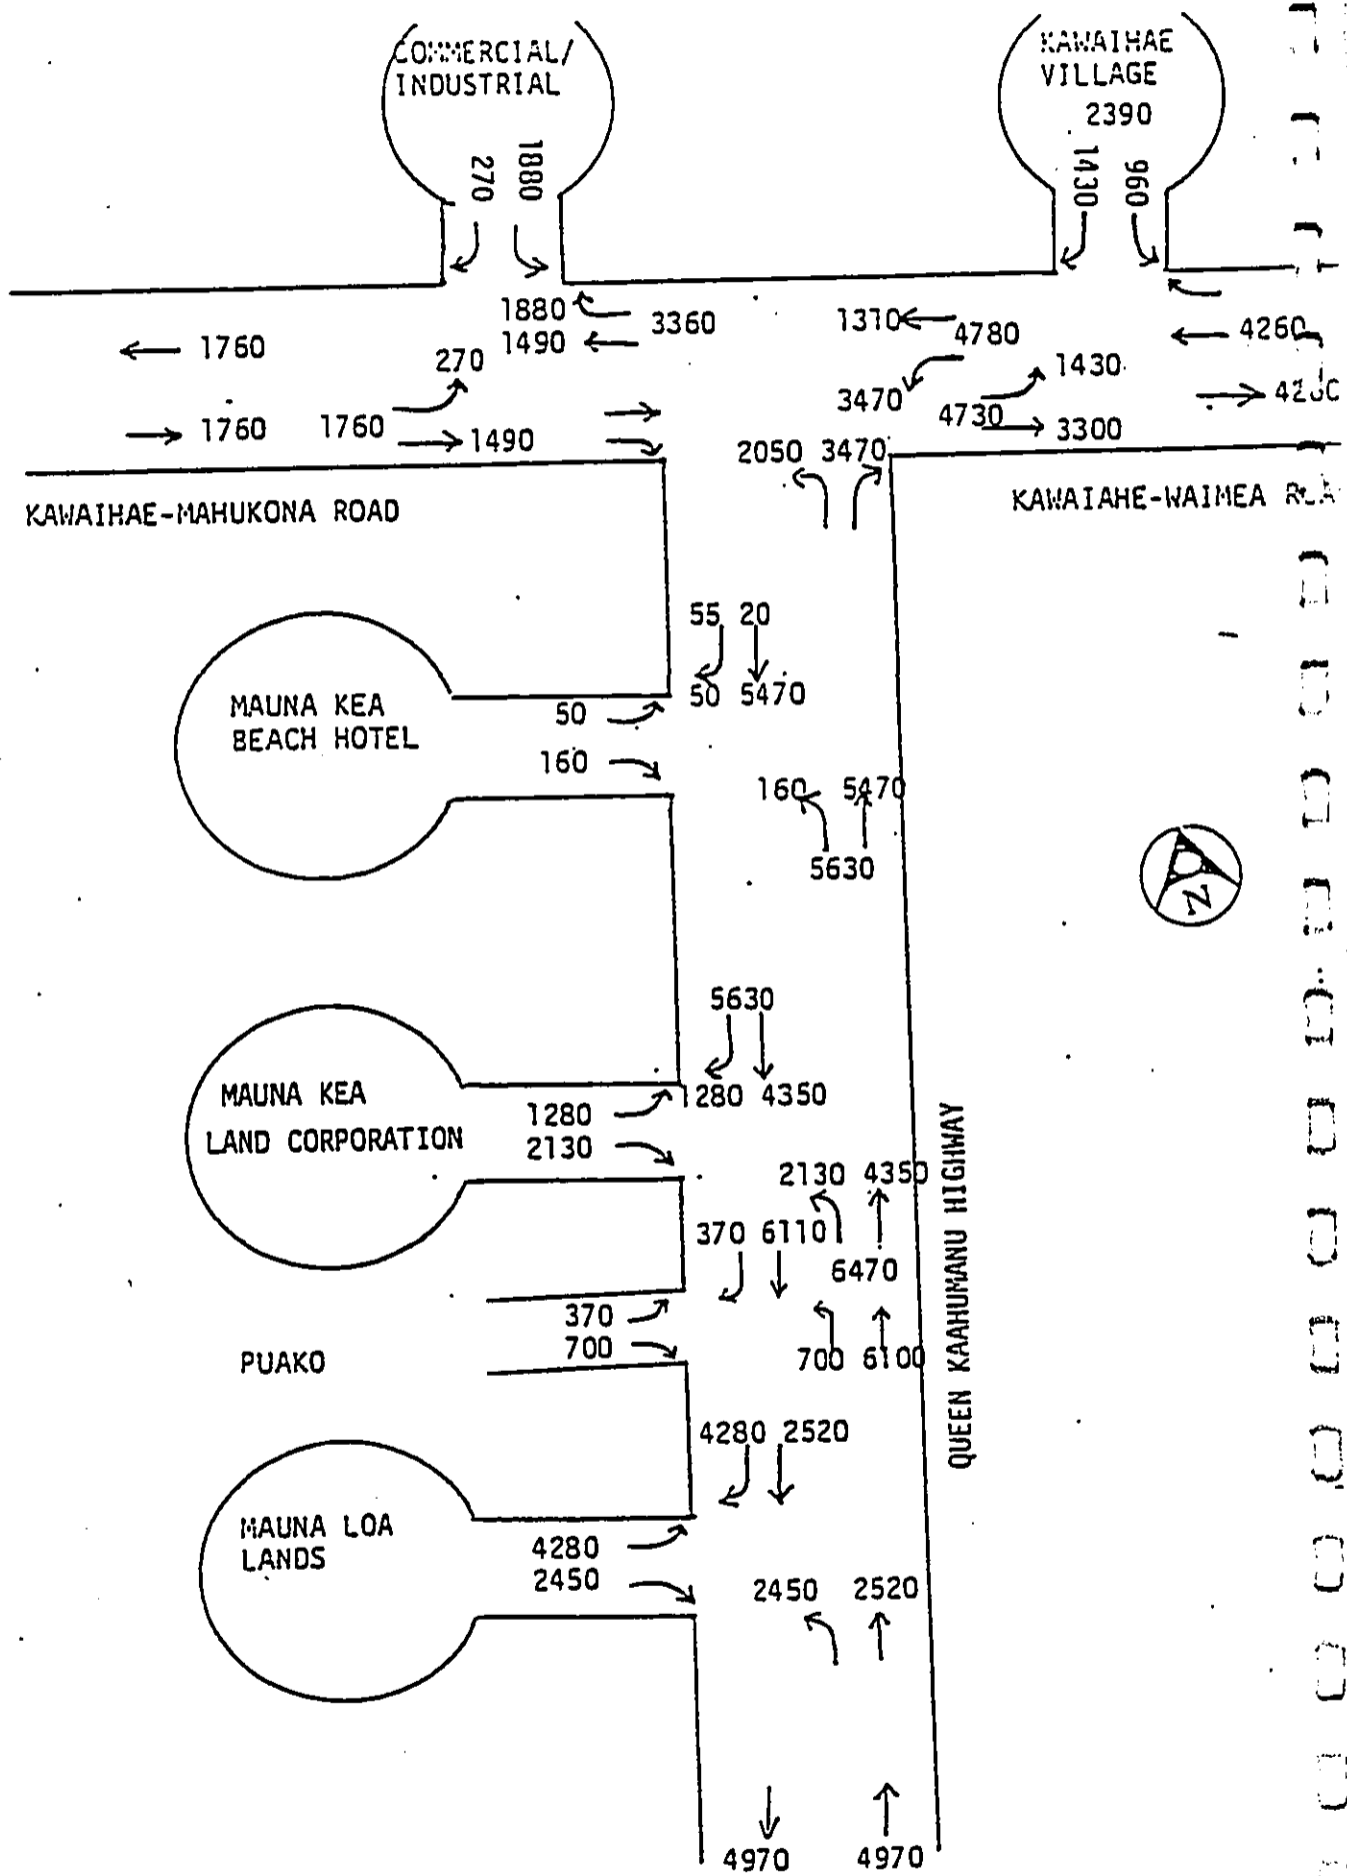 COMMERCIAL/
INDUSTRIAL
270 1880
KAWAIHAE
VILLAGE
2390
1430 960
1880
1490
3360
1310
4780
4260
1760
270
1430
3470
4730
3300
1760
1760
1490
2050 3470
KAWAIHAE-MAHUKONA ROAD
KAWAIAHE-WAIMEA
55 20
50 5470
MAUNA KEA
BEACH HOTEL
50
160
160 5470
5630
N
5630
1280 4350
MAUNA KEA
LAND CORPORATION
1280
2130
2130 4350
370 6110
6470
370
700
700 6100
PUAKO
QUEEN KAAHUMANU HIGHWAY
4280 2520
MAUNA LOA
LANDS
4280
2450
2450 2520
4970 4970